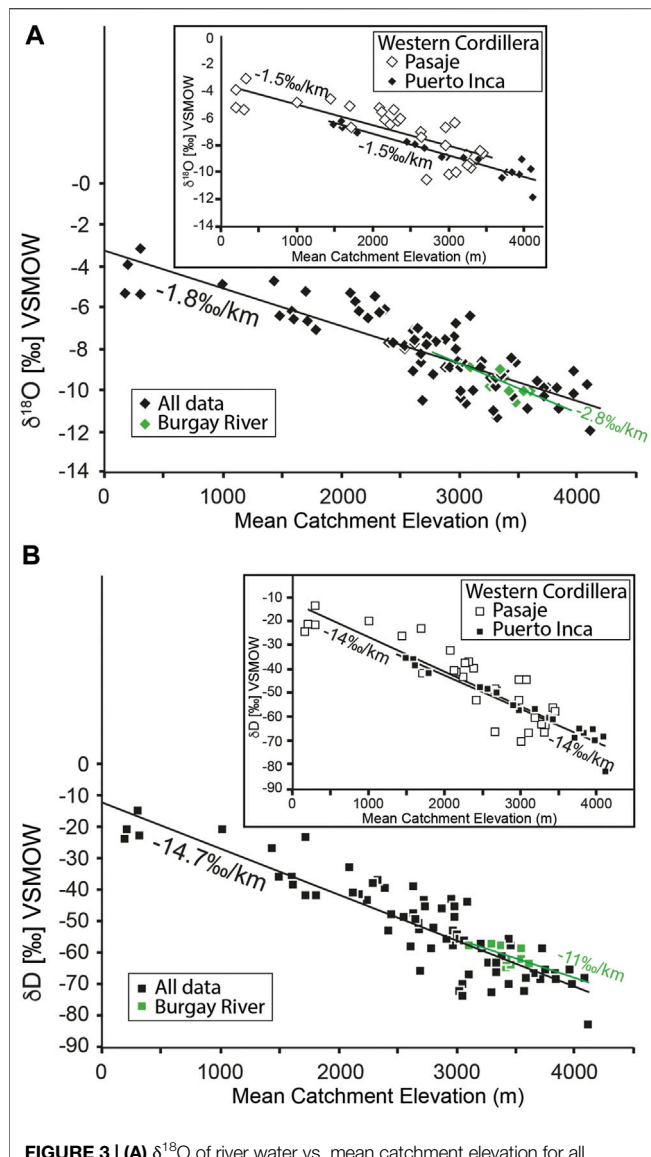 A
Western Cordillera
Pasaje
Puerto Inca
-1.5‰/km
-1.5‰/km
0
-2
-4
-6
-8
-10
-12
-14
δ18O [‰] VSMOW
0 1000 2000 3000 4000
Mean Catchment Elevation (m)
-0
-2
-4
-6
-8
-10
-12
-14
δ18O [‰] VSMOW
-1.8‰/km
-2.8‰/km
All data
Burgay River
0 1000 2000 3000 4000
Mean Catchment Elevation (m)
B
Western Cordillera
Pasaje
Puerto Inca
-14‰/km
-14‰/km
-10
-20
-30
-40
-50
-60
-70
-80
-90
δD [‰] VSMOW
0 1000 2000 3000 4000
Mean Catchment Elevation (m)
0
-10
-20
-30
-40
-50
-60
-70
-80
-90
δD [‰] VSMOW
-14.7‰/km
-11‰/km
All data
Burgay River
0 1000 2000 3000 4000
Mean Catchment Elevation (m)
FIGURE 3 | (A) δ18O of river water vs. mean catchment elevation for all